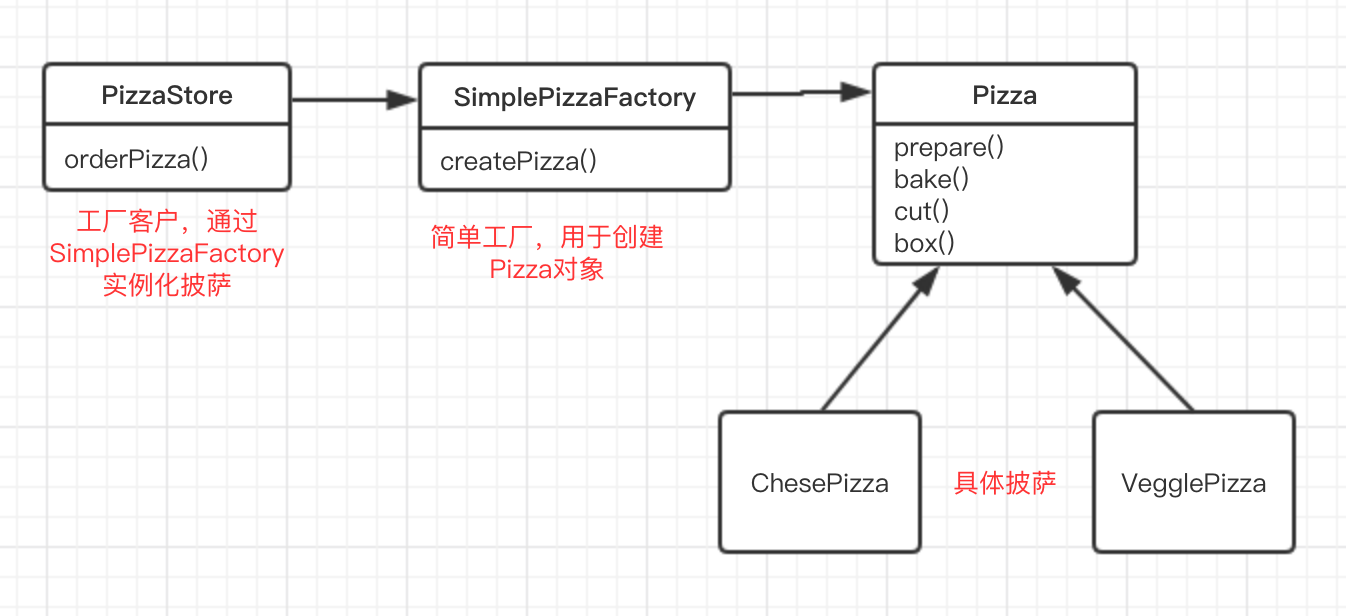 PizzaStore
orderPizza()
工厂客户，通过
SimplePizzaFactory
实例化披萨
SimplePizzaFactory
createPizza()
简单工厂，用于创建
Pizza对象
Pizza
prepare()
bake()
cut()
box()
ChesePizza
具体披萨
VegglePizza